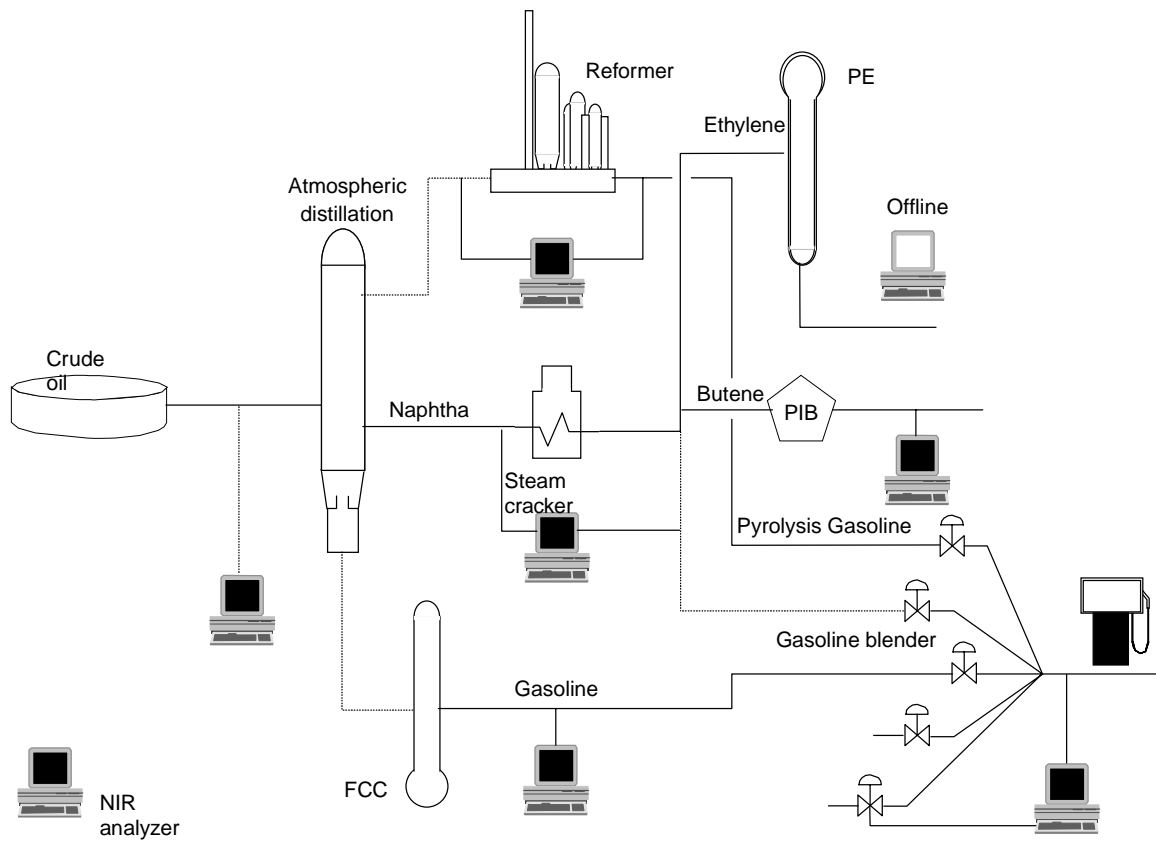 Reformer
PE
Ethylene
Atmospheric
distillation
Offline
Crude
oil
Naphtha
Butene
PIB
Steam
cracker
Pyrolysis Gasoline
Gasoline blender
Gasoline
FCC
NIR
analyzer